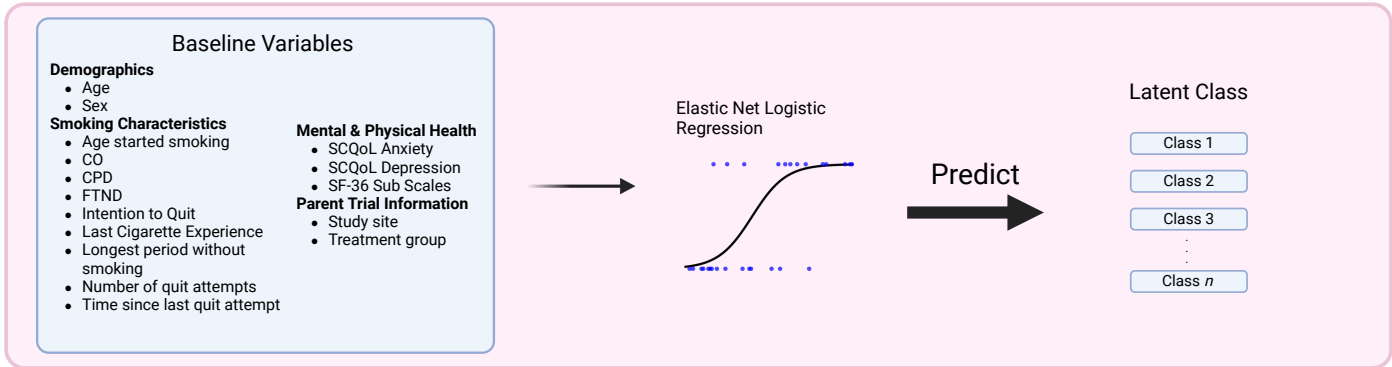 Baseline Variables
Demographics
• Age
• Sex
Smoking Characteristics
• Age started smoking
• CO
• CPD
• FTND
• Intention to Quit
• Last Cigarette Experience
• Longest period without
smoking
• Number of quit attempts
• Time since last quit attempt
Mental & Physical Health
• SCQoL Anxiety
• SCQoL Depression
• SF-36 Sub Scales
Parent Trial Information
• Study site
• Treatment group
Elastic Net Logistic
Regression
Predict
Latent Class
Class 1
Class 2
Class 3
.
.
.
Class n